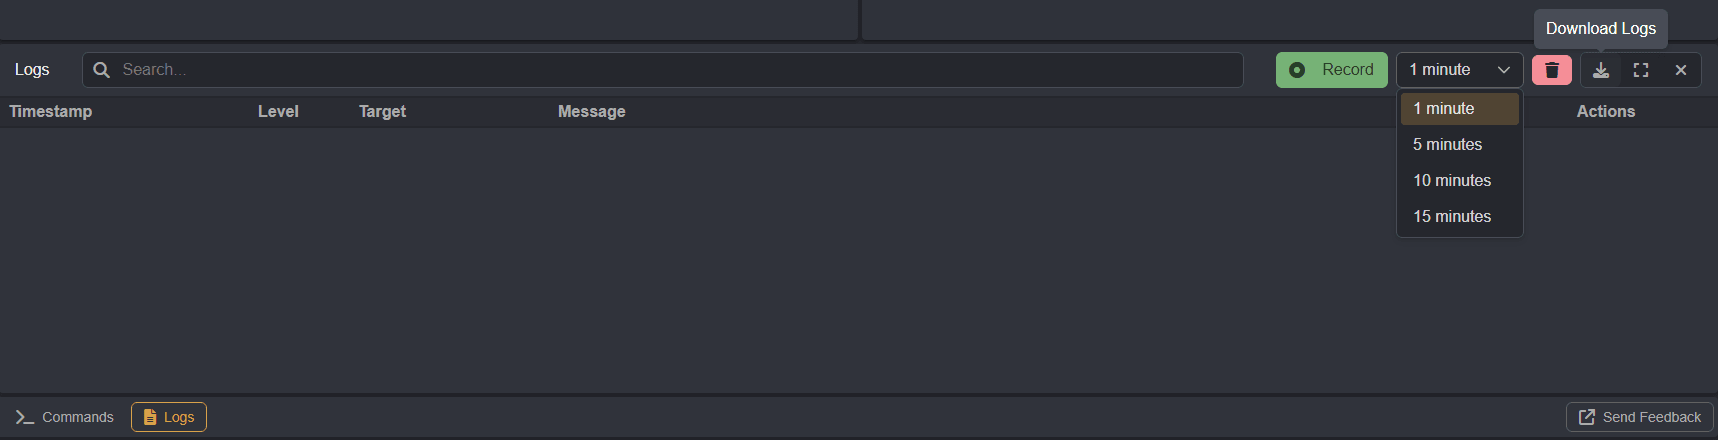 Download Logs
Logs Search... Record 1 minute
Timestamp Level Target Message Actions
1 minute
5 minutes
10 minutes
15 minutes
Commands Logs Send Feedback